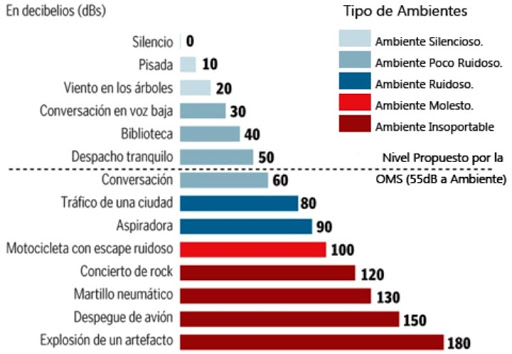 En decibelios (dBs)
Tipo de Ambientes
Silencio 0
Pisada 10
Viento en los árboles 20
Conversación en voz baja 30
Biblioteca 40
Despacho tranquilo 50
Conversación 60
Tráfico de una ciudad 80
Aspiradora 90
Motocicleta con escape ruidoso 100
Concierto de rock 120
Martillo neumático 130
Despegue de avión 150
Explosión de un artefacto 180
Ambiente Silencioso.
Ambiente Poco Ruidoso.
Ambiente Ruidoso.
Ambiente Molesto.
Ambiente Insoportable
Nivel Propuesto por la
OMS (55dB a Ambiente)